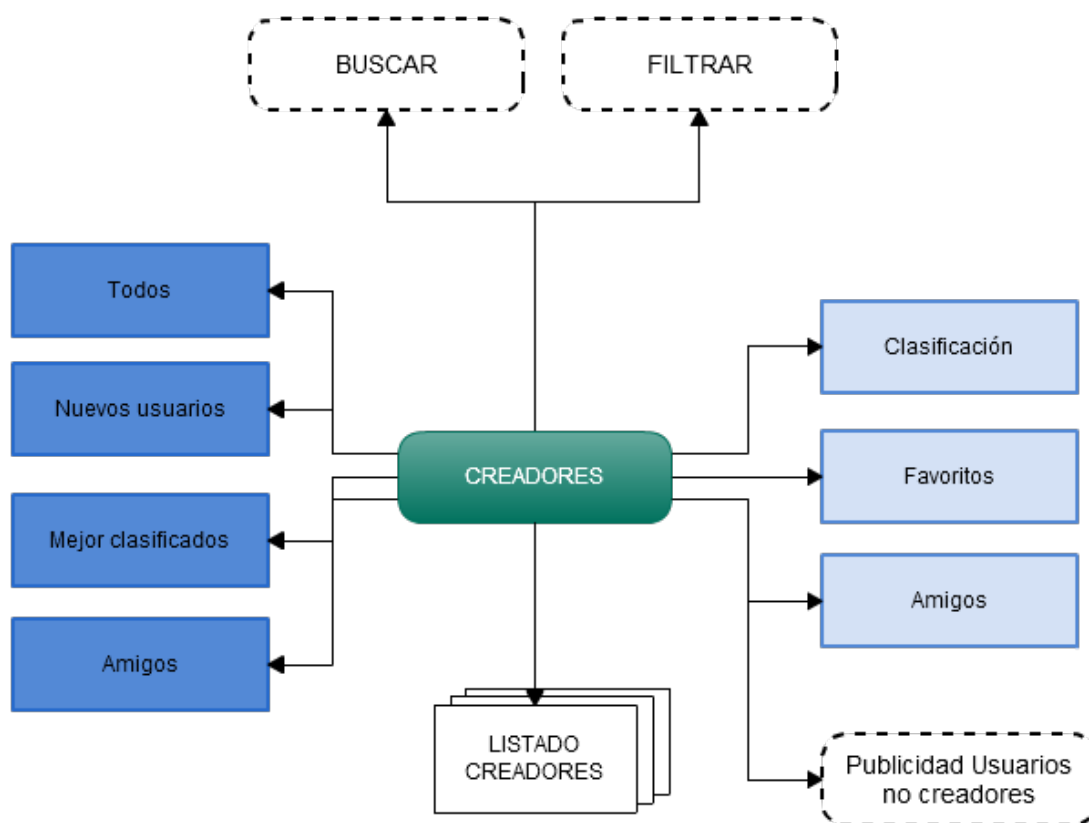 BUSCAR
FILTRAR
Todos
Clasificación
Nuevos usuarios
CREADORES
Favoritos
Mejor clasificados
Amigos
Amigos
LISTADO
CREADORES
Publicidad Usuarios
no creadores